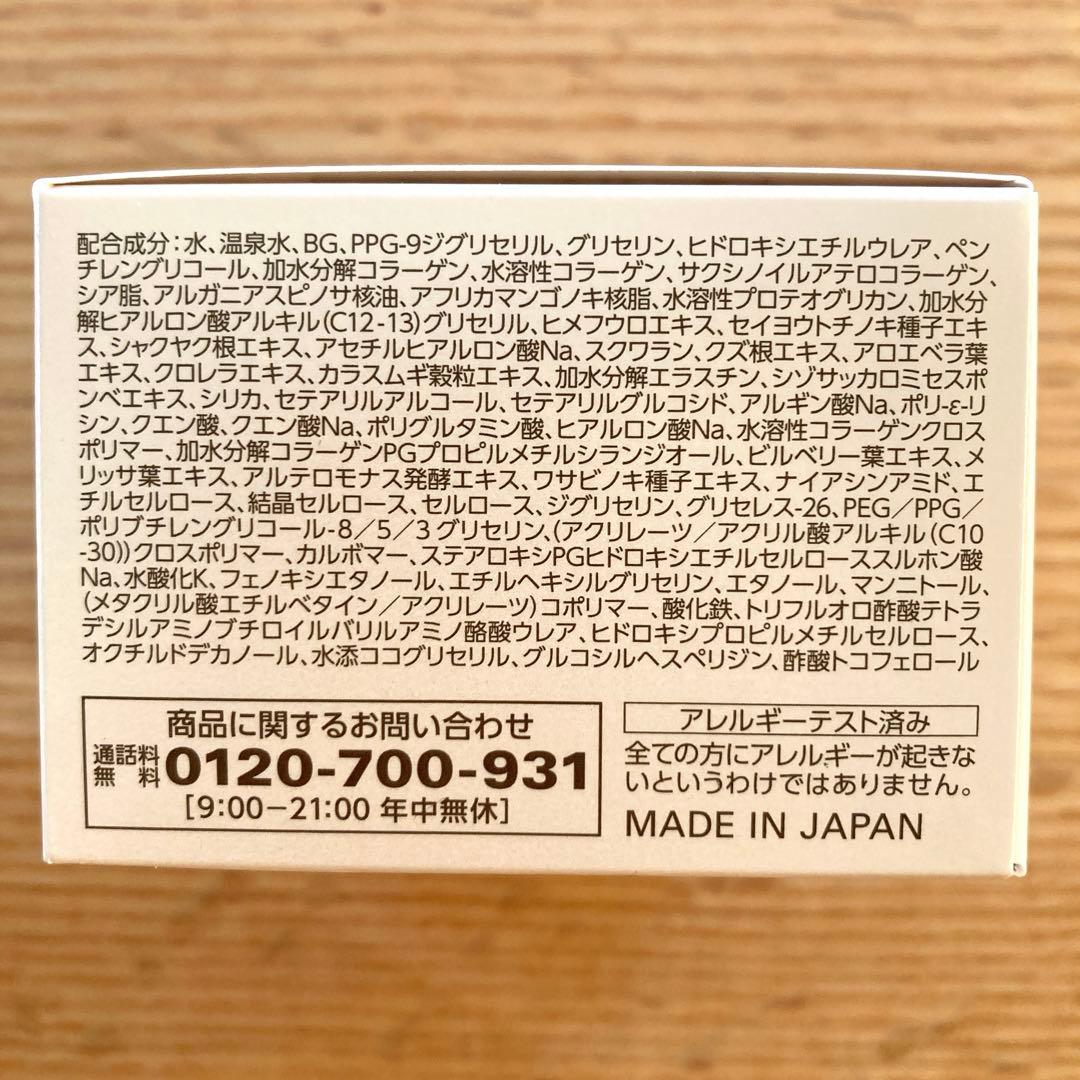 配合成分：水、温泉水、BG、PPG-9ジグリセリル、グリセリン、ヒドロキシエチルウレア、ペン
チレングリコール、加水分解コラーゲン、水溶性コラーゲン、サクシノイルアテロコラーゲン、
シア脂、アルガニアスピノサ核油、アフリカマンゴノキ核脂、水溶性プロテオグリカン、加水分
解ヒアルロン酸アルキル(C12-13)グリセリル、ヒメフウロエキス、セイヨウトチノキ種子エキ
ス、シャクヤク根エキス、アセチルヒアルロン酸Na、スクワラン、クズ根エキス、アロエベラ葉
エキス、クロレラエキス、カラスムギ穀粒エキス、加水分解エラスチン、シゾサッカロミセスポ
ンベエキス、シリカ、セテアリルアルコール、セテアリルグルコシド、アルギン酸Na、ポリ-ε-リ
シン、クエン酸、クエン酸Na、ポリグルタミン酸、ヒアルロン酸Na、水溶性コラーゲンクロス
ポリマー、加水分解コラーゲンPGプロピルメチルシランジオール、ビルベリー葉エキス、メ
リッサ葉エキス、アルテロモナス発酵エキス、ワサビノキ種子エキス、ナイアシンアミド、エ
チルセルロース、結晶セルロース、セルロース、ジグリセリン、グリセレス-26、PEG／PPG／
ポリブチレングリコール-8／5／3グリセリン、(アクリレーツ／アクリル酸アルキル(C10
-30))クロスポリマー、カルボマー、ステアロキシPGヒドロキシエチルセルローススルホン酸
Na、水酸化K、フェノキシエタノール、エチルヘキシルグリセリン、エタノール、マンニトール、
(メタクリル酸エチルベタイン／アクリレーツ)コポリマー、酸化鉄、トリフルオロ酢酸テトラ
デシルアミノブチロイルバリルアミノ酪酸ウレア、ヒドロキシプロピルメチルセルロース、
オクチルドデカノール、水添ココグリセリル、グルコシルヘスペリジン、酢酸トコフェロール
商品に関するお問い合わせ
通話料無料 0120-700-931
[9:00−21:00 年中無休]
アレルギーテスト済み
全ての方にアレルギーが起きな
いというわけではありません。
MADE IN JAPAN